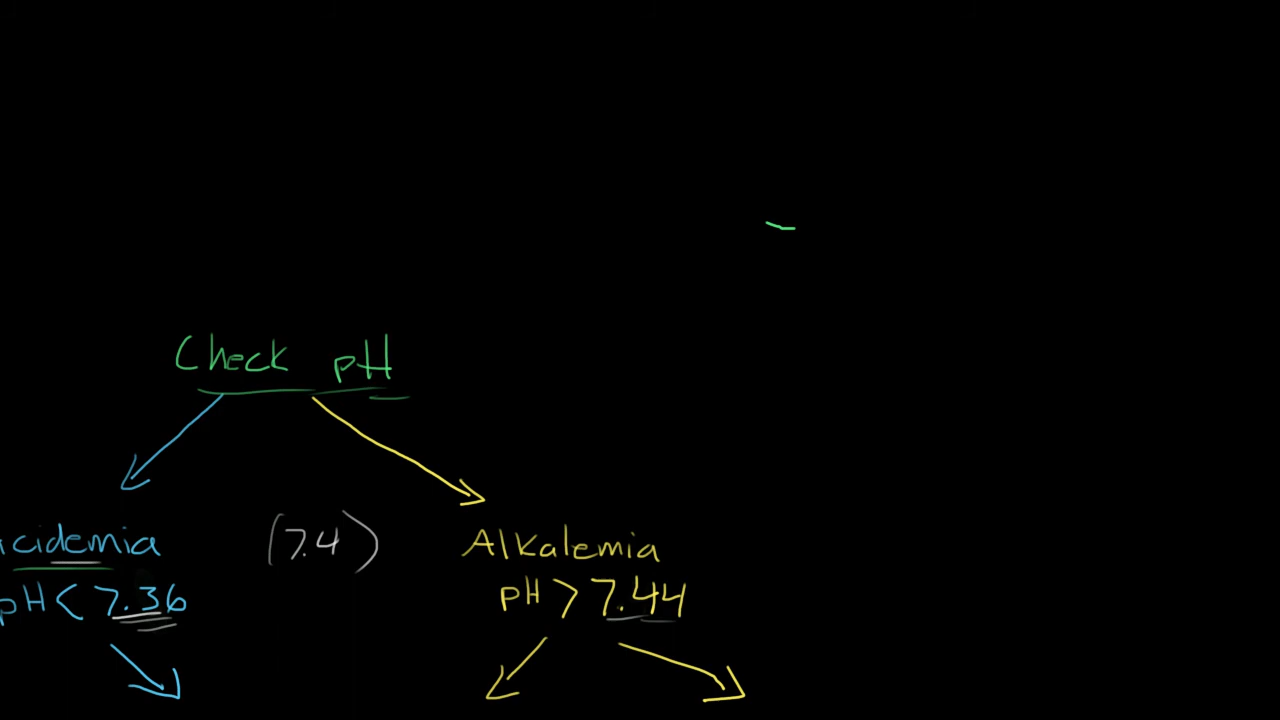 Check pH
cidemia
(7.4)
Alkalemia
pH < 7.36
pH > 7.44